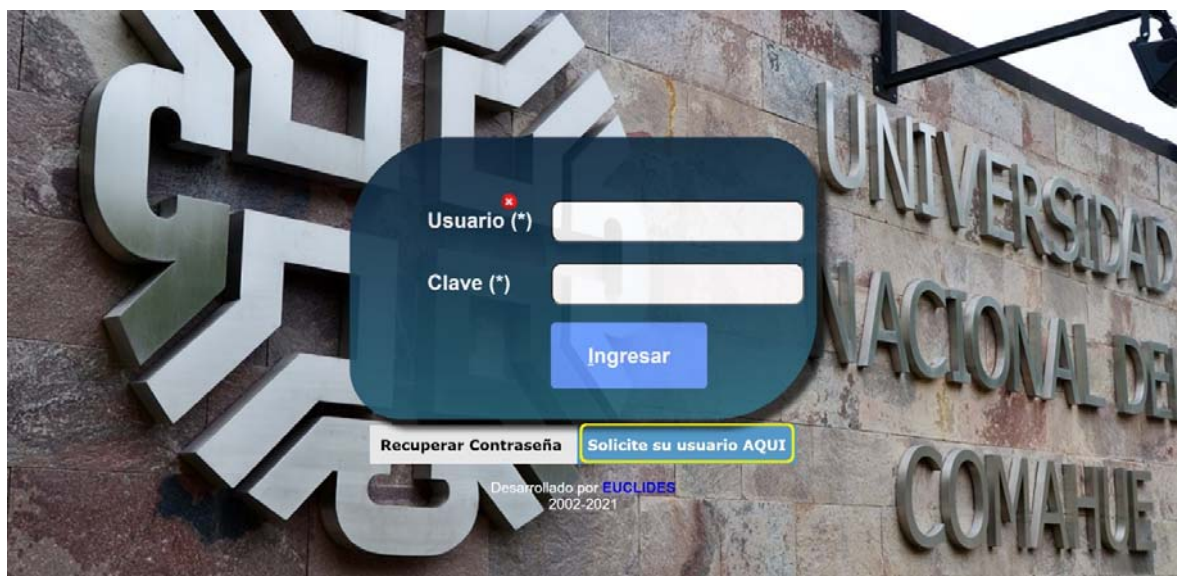 UNIVERSIDAD
NACIONAL DEL
COMAHUE
Usuario (*)
Clave (*)
Ingresar
Recuperar Contraseña
Solicite su usuario AQUI
Desarrollado por EUCLIDES
2002-2021